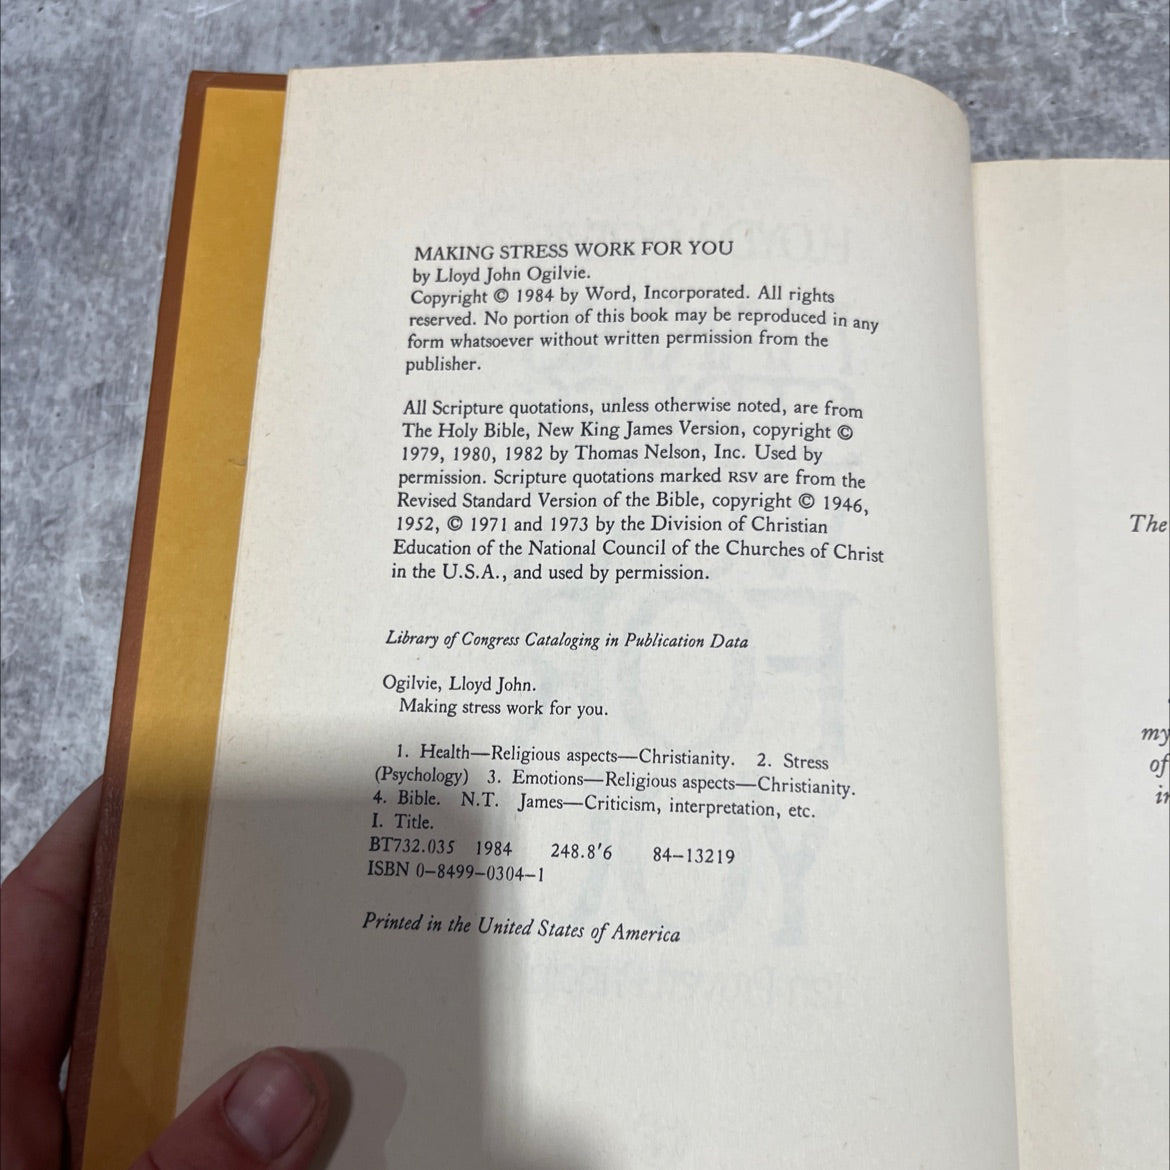 MAKING STRESS WORK FOR YOU
by Lloyd John Ogilvie.
Copyright © 1984 by Word, Incorporated. All rights
reserved. No portion of this book may be reproduced in any
form whatsoever without written permission from the
publisher.
All Scripture quotations, unless otherwise noted, are from
The Holy Bible, New King James Version, copyright ©
1979, 1980, 1982 by Thomas Nelson, Inc. Used by
permission. Scripture quotations marked RSV are from the
Revised Standard Version of the Bible, copyright © 1946,
1952, © 1971 and 1973 by the Division of Christian
Education of the National Council of the Churches of Christ
in the U.S.A., and used by permission.
Library of Congress Cataloging in Publication Data
Ogilvie, Lloyd John.
Making stress work for you.
1. Health—Religious aspects—Christianity. 2. Stress
(Psychology) 3. Emotions—Religious aspects—Christianity.
4. Bible. N.T. James—Criticism, interpretation, etc.
I. Title.
BT732.035 1984 248.8'6 84–13219
ISBN 0–8499–0304–1
Printed in the United States of America
The
my
of